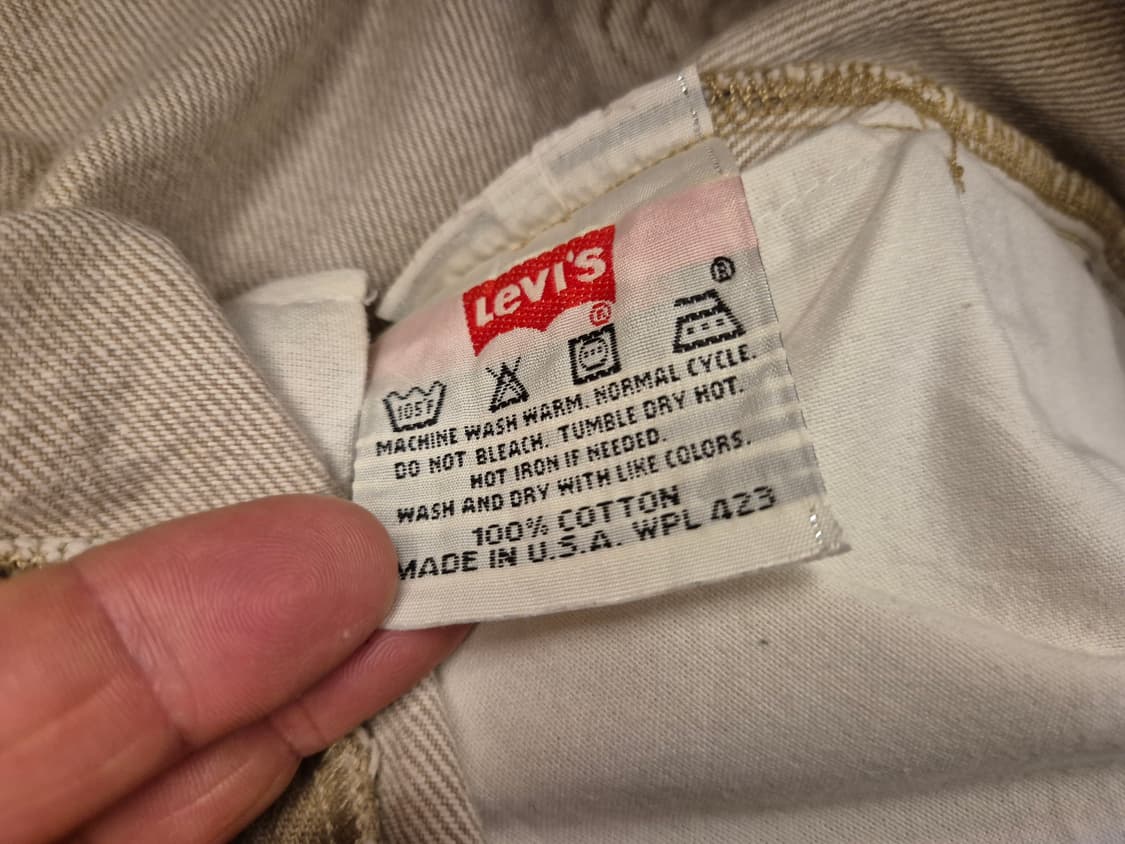 Levi's
®
®
105F
MACHINE WASH WARM. NORMAL CYCLE.
DO NOT BLEACH. TUMBLE DRY HOT.
HOT IRON IF NEEDED.
WASH AND DRY WITH LIKE COLORS.
100% COTTON
MADE IN U.S.A. WPL 423